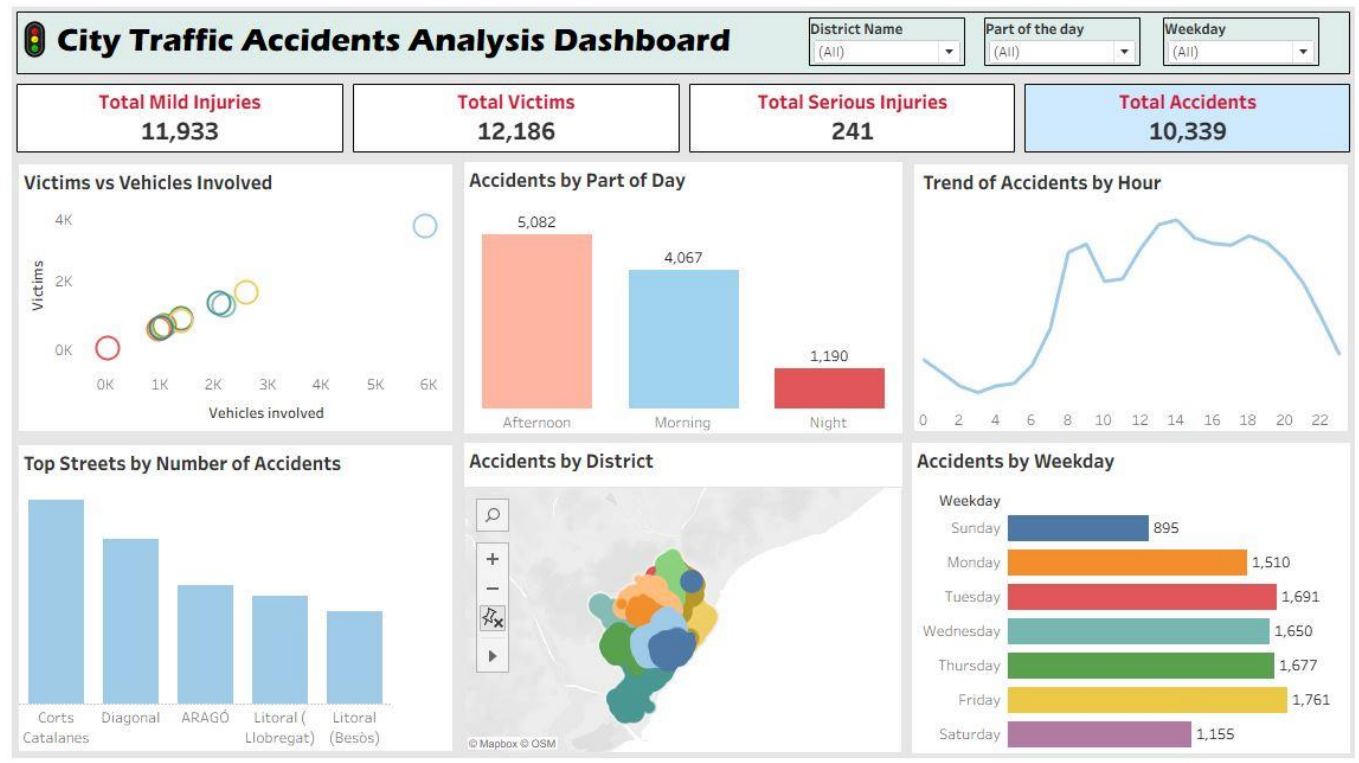 City Traffic Accidents Analysis Dashboard
District Name
(All)
Part of the day
(All)
Weekday
(All)
Total Mild Injuries
11,933
Total Victims
12,186
Total Serious Injuries
241
Total Accidents
10,339
Victims vs Vehicles Involved
4K
2K
0K
Victims
0K 1K 2K 3K 4K 5K 6K
Vehicles involved
Accidents by Part of Day
5,082
4,067
1,190
Afternoon Morning Night
Trend of Accidents by Hour
0 2 4 6 8 10 12 14 16 18 20 22
Top Streets by Number of Accidents
Corts
Catalanes
Diagonal
ARAGÓ
Litoral (
Llobregat)
Litoral
(Besòs)
Accidents by District
© Mapbox © OSM
Accidents by Weekday
Weekday
Sunday 895
Monday 1,510
Tuesday 1,691
Wednesday 1,650
Thursday 1,677
Friday 1,761
Saturday 1,155